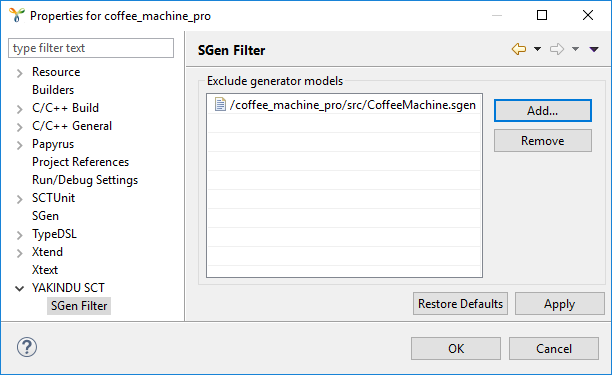 Properties for coffee_machine_pro
type filter text
Resource
Builders
C/C++ Build
C/C++ General
Papyrus
Project References
Run/Debug Settings
SCTUnit
SGen
TypeDSL
Xtend
Xtext
YAKINDU SCT
SGen Filter
SGen Filter
Exclude generator models
/coffee_machine_pro/src/CoffeeMachine.sgen
Add...
Remove
Restore Defaults
Apply
?
OK
Cancel